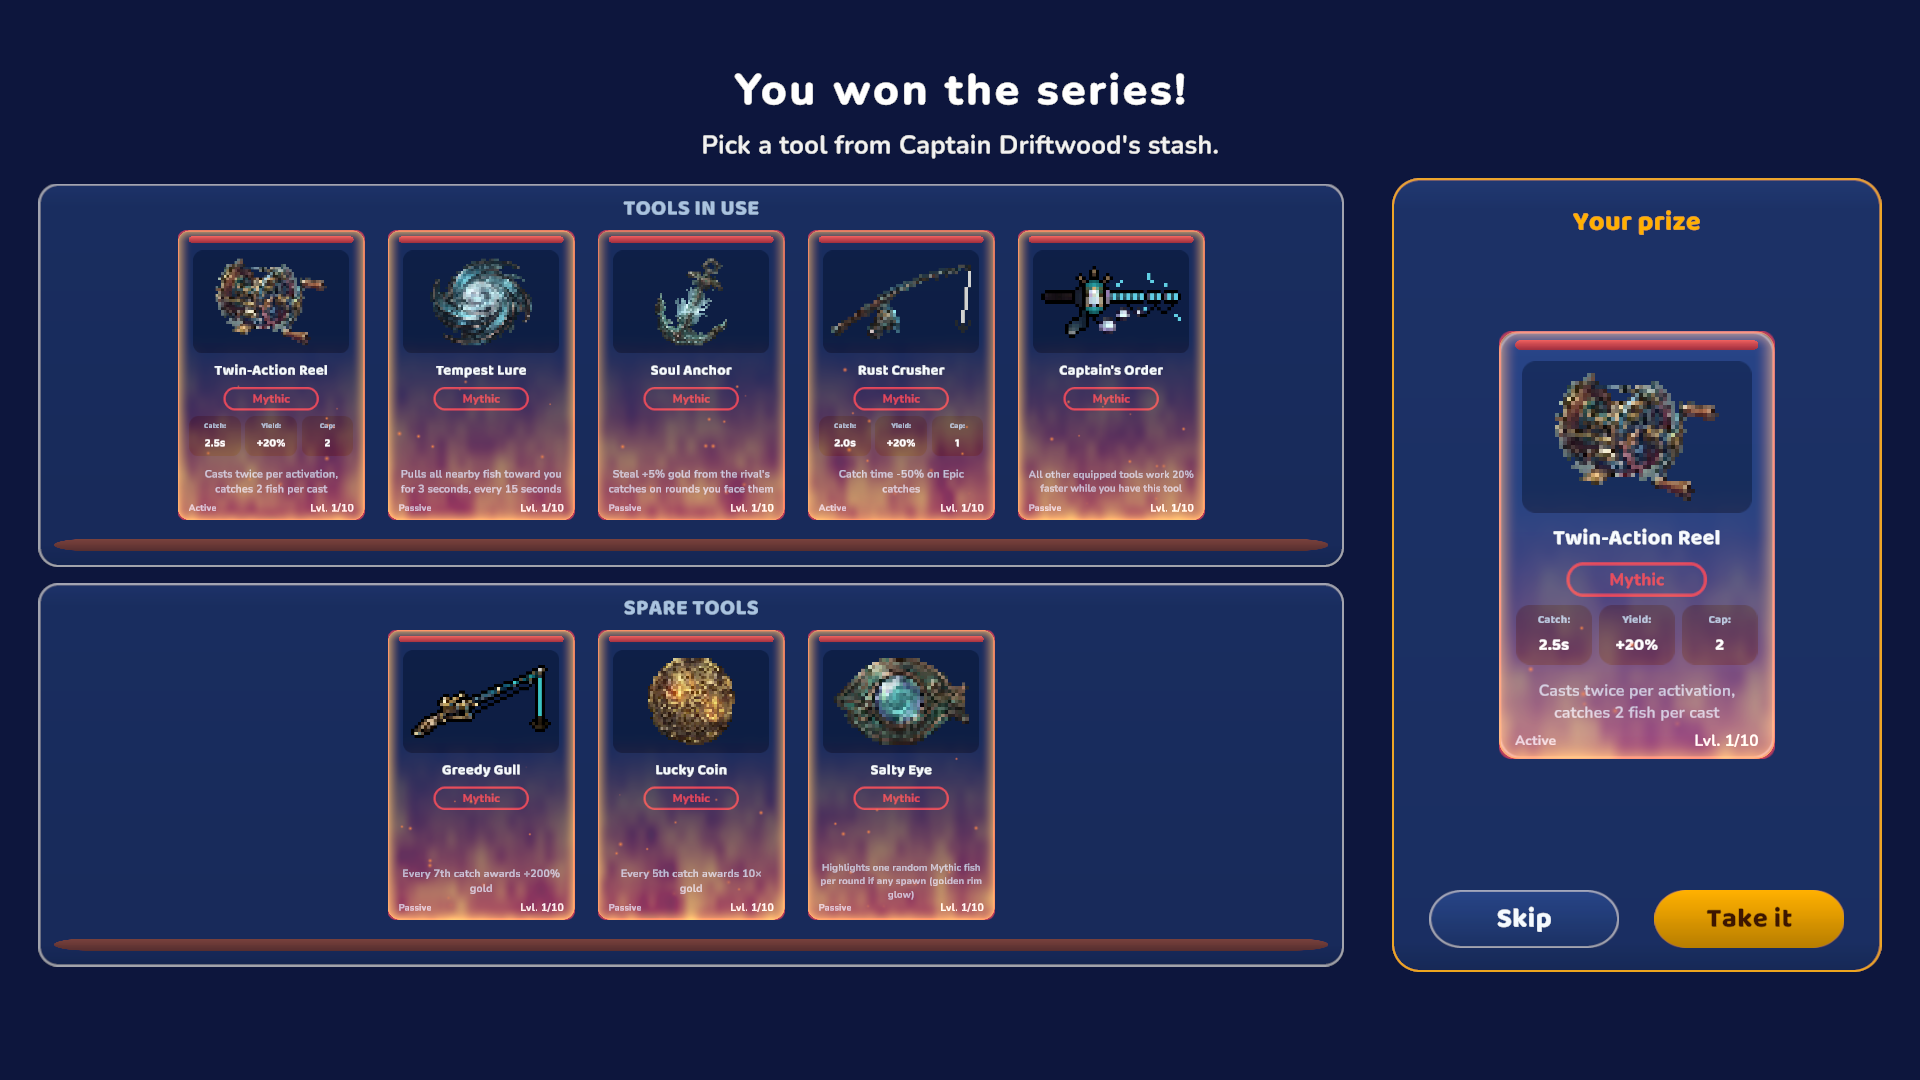 You won the series!
Pick a tool from Captain Driftwood's stash.
TOOLS IN USE
Twin-Action Reel
Mythic
Catch:
Yield:
Cap:
2.5s
+20%
2
Casts twice per activation,
catches 2 fish per cast
Active
Lvl. 1/10
Tempest Lure
Mythic
Pulls all nearby fish toward you
for 3 seconds, every 15 seconds
Passive
Lvl. 1/10
Soul Anchor
Mythic
Steal +5% gold from the rival's
catches on rounds you face them
Passive
Lvl. 1/10
Rust Crusher
Mythic
Catch:
Yield:
Cap:
2.0s
+20%
1
Catch time -50% on Epic
catches
Active
Lvl. 1/10
Captain's Order
Mythic
All other equipped tools work 20%
faster while you have this tool
Passive
Lvl. 1/10
SPARE TOOLS
Greedy Gull
Mythic
Every 7th catch awards +200%
gold
Passive
Lvl. 1/10
Lucky Coin
Mythic
Every 5th catch awards 10×
gold
Passive
Lvl. 1/10
Salty Eye
Mythic
Highlights one random Mythic fish
per round if any spawn (golden rim
glow)
Passive
Lvl. 1/10
Your prize
Twin-Action Reel
Mythic
Catch:
Yield:
Cap:
2.5s
+20%
2
Casts twice per activation,
catches 2 fish per cast
Active
Lvl. 1/10
Skip
Take it